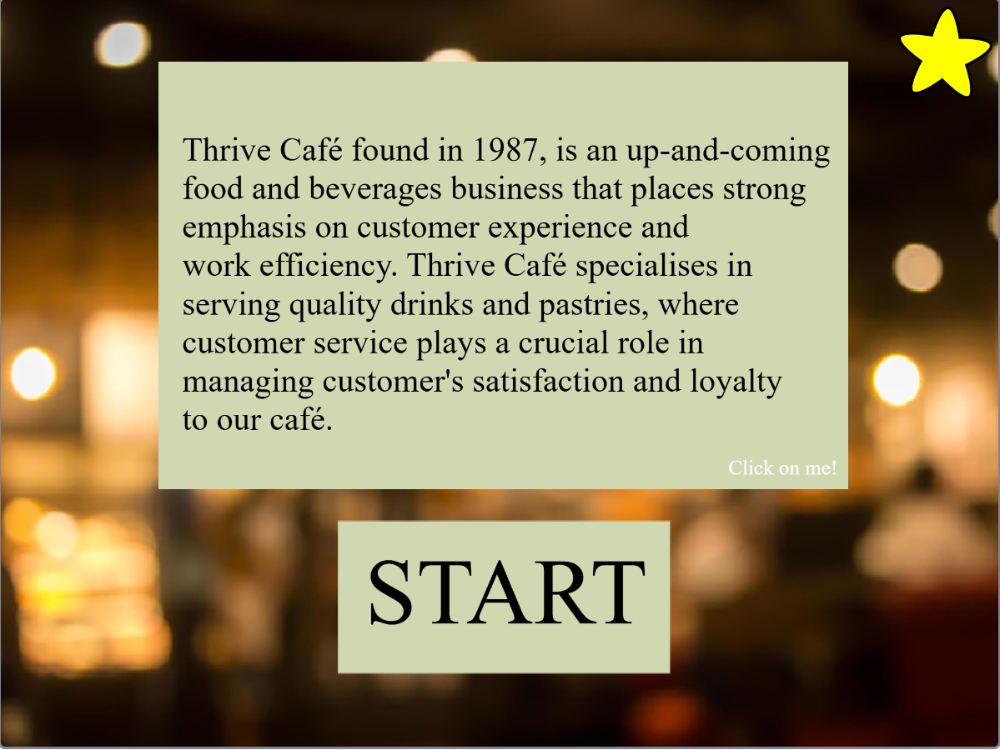 Thrive Café found in 1987, is an up-and-coming
food and beverages business that places strong
emphasis on customer experience and
work efficiency. Thrive Café specialises in
serving quality drinks and pastries, where
customer service plays a crucial role in
managing customer's satisfaction and loyalty
to our café.
Click on me!
START